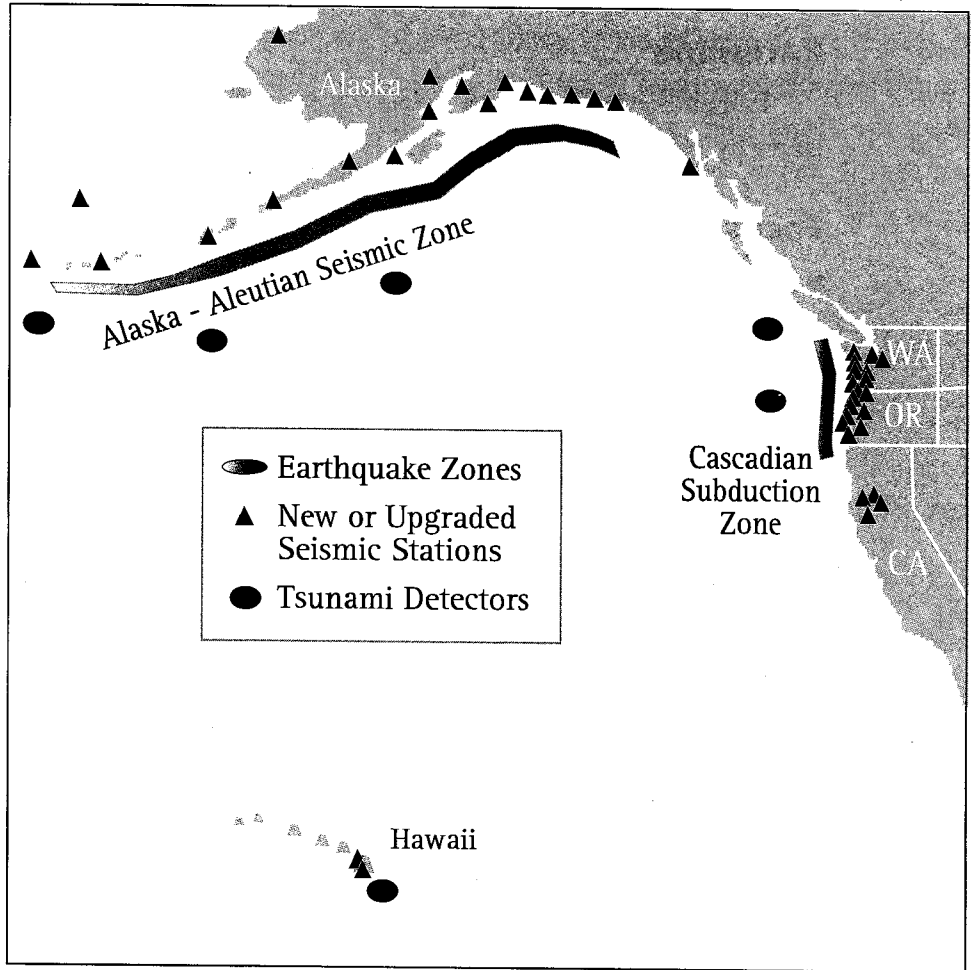 Alaska
Alaska - Aleutian Seismic Zone
WA
OR
Cascadian
Subduction
Zone
CA
Earthquake Zones
New or Upgraded
Seismic Stations
Tsunami Detectors
Hawaii